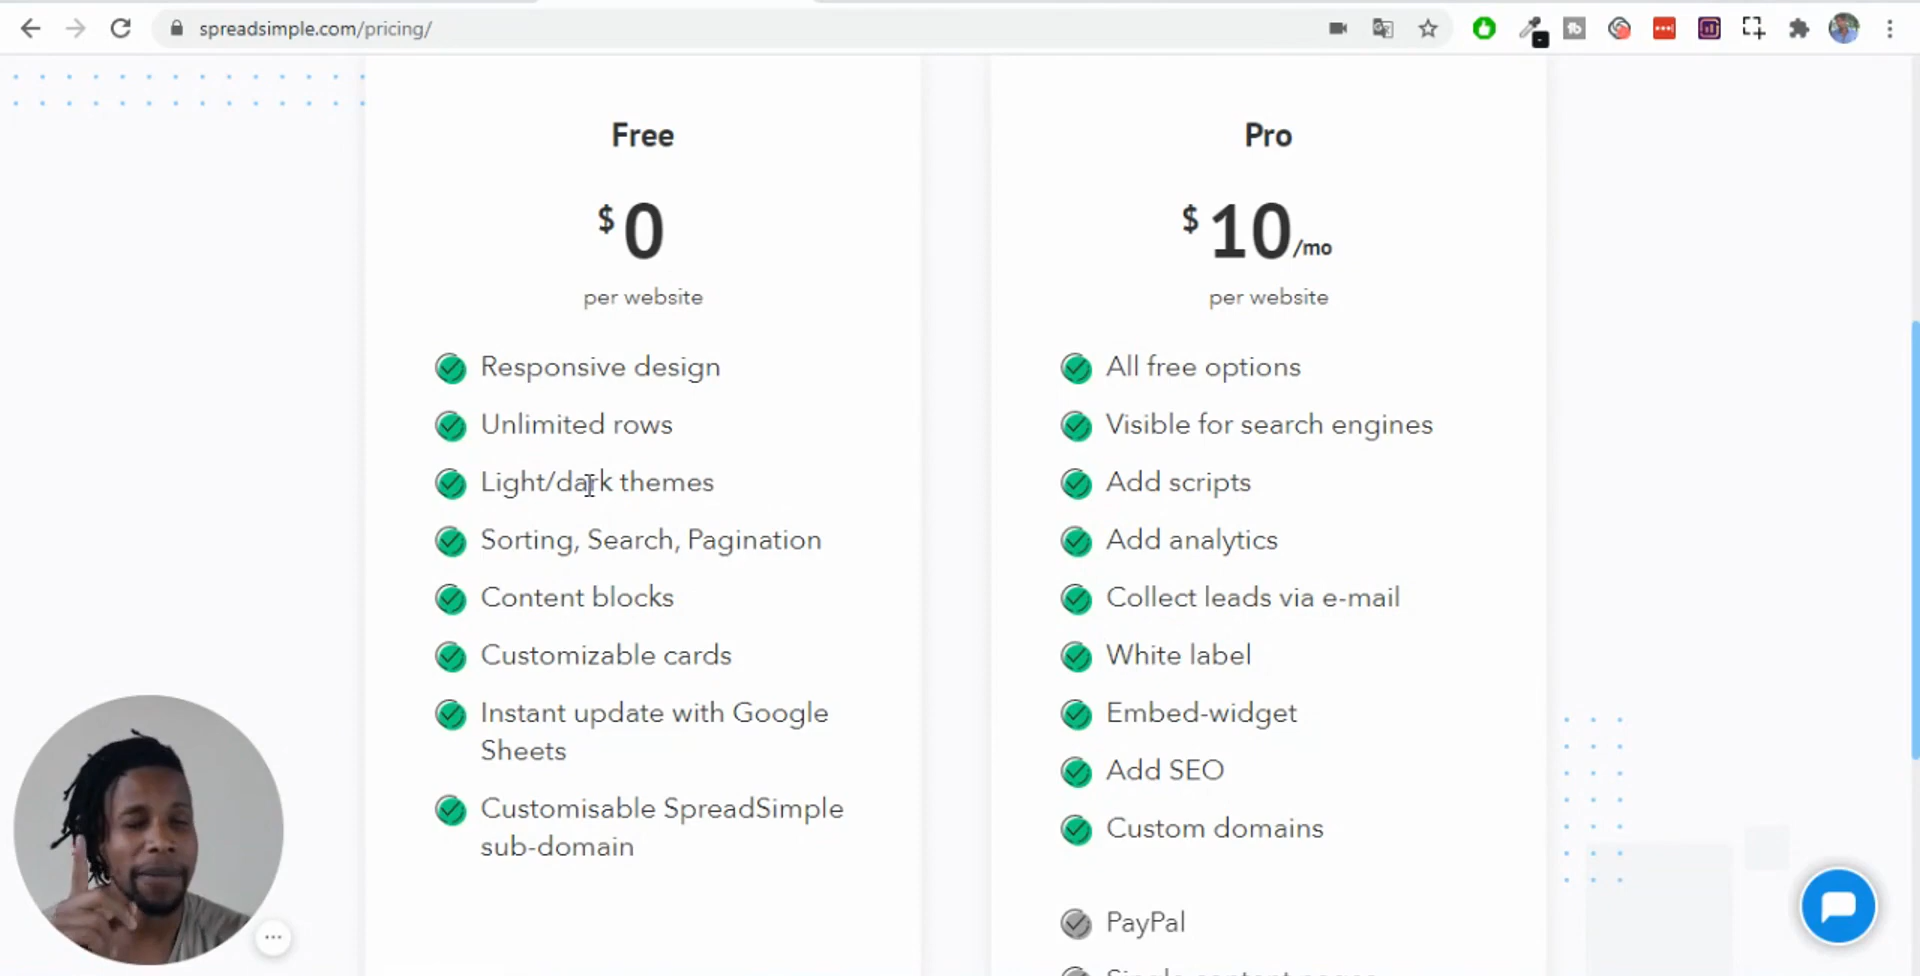 spreadsimple.com/pricing/
Free
$0
per website
Responsive design
Unlimited rows
Light/dark themes
Sorting, Search, Pagination
Content blocks
Customizable cards
Instant update with Google
Sheets
Customisable SpreadSimple
sub-domain
Pro
$10/mo
per website
All free options
Visible for search engines
Add scripts
Add analytics
Collect leads via e-mail
White label
Embed-widget
Add SEO
Custom domains
PayPal